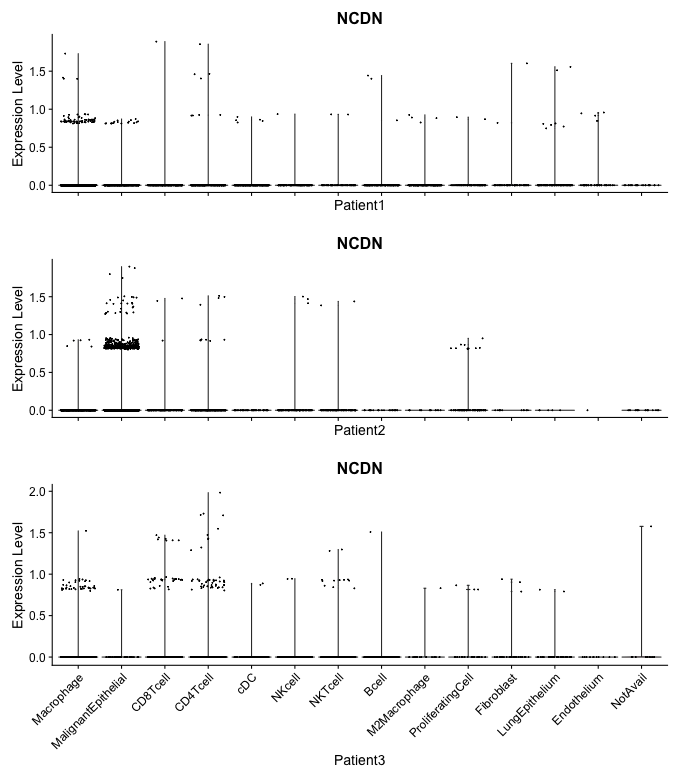 NCDN
Expression Level
1.5
1.0
0.5
0.0
Patient1
NCDN
Expression Level
1.5
1.0
0.5
0.0
Patient2
NCDN
Expression Level
2.0
1.5
1.0
0.5
0.0
Macrophage
MalignantEpithelial
CD8Tcell
CD4Tcell
cDC
NKcell
NKTcell
Bcell
M2Macrophage
ProliferatingCell
Fibroblast
LungEpithelium
Endothelium
NotAvail
Patient3